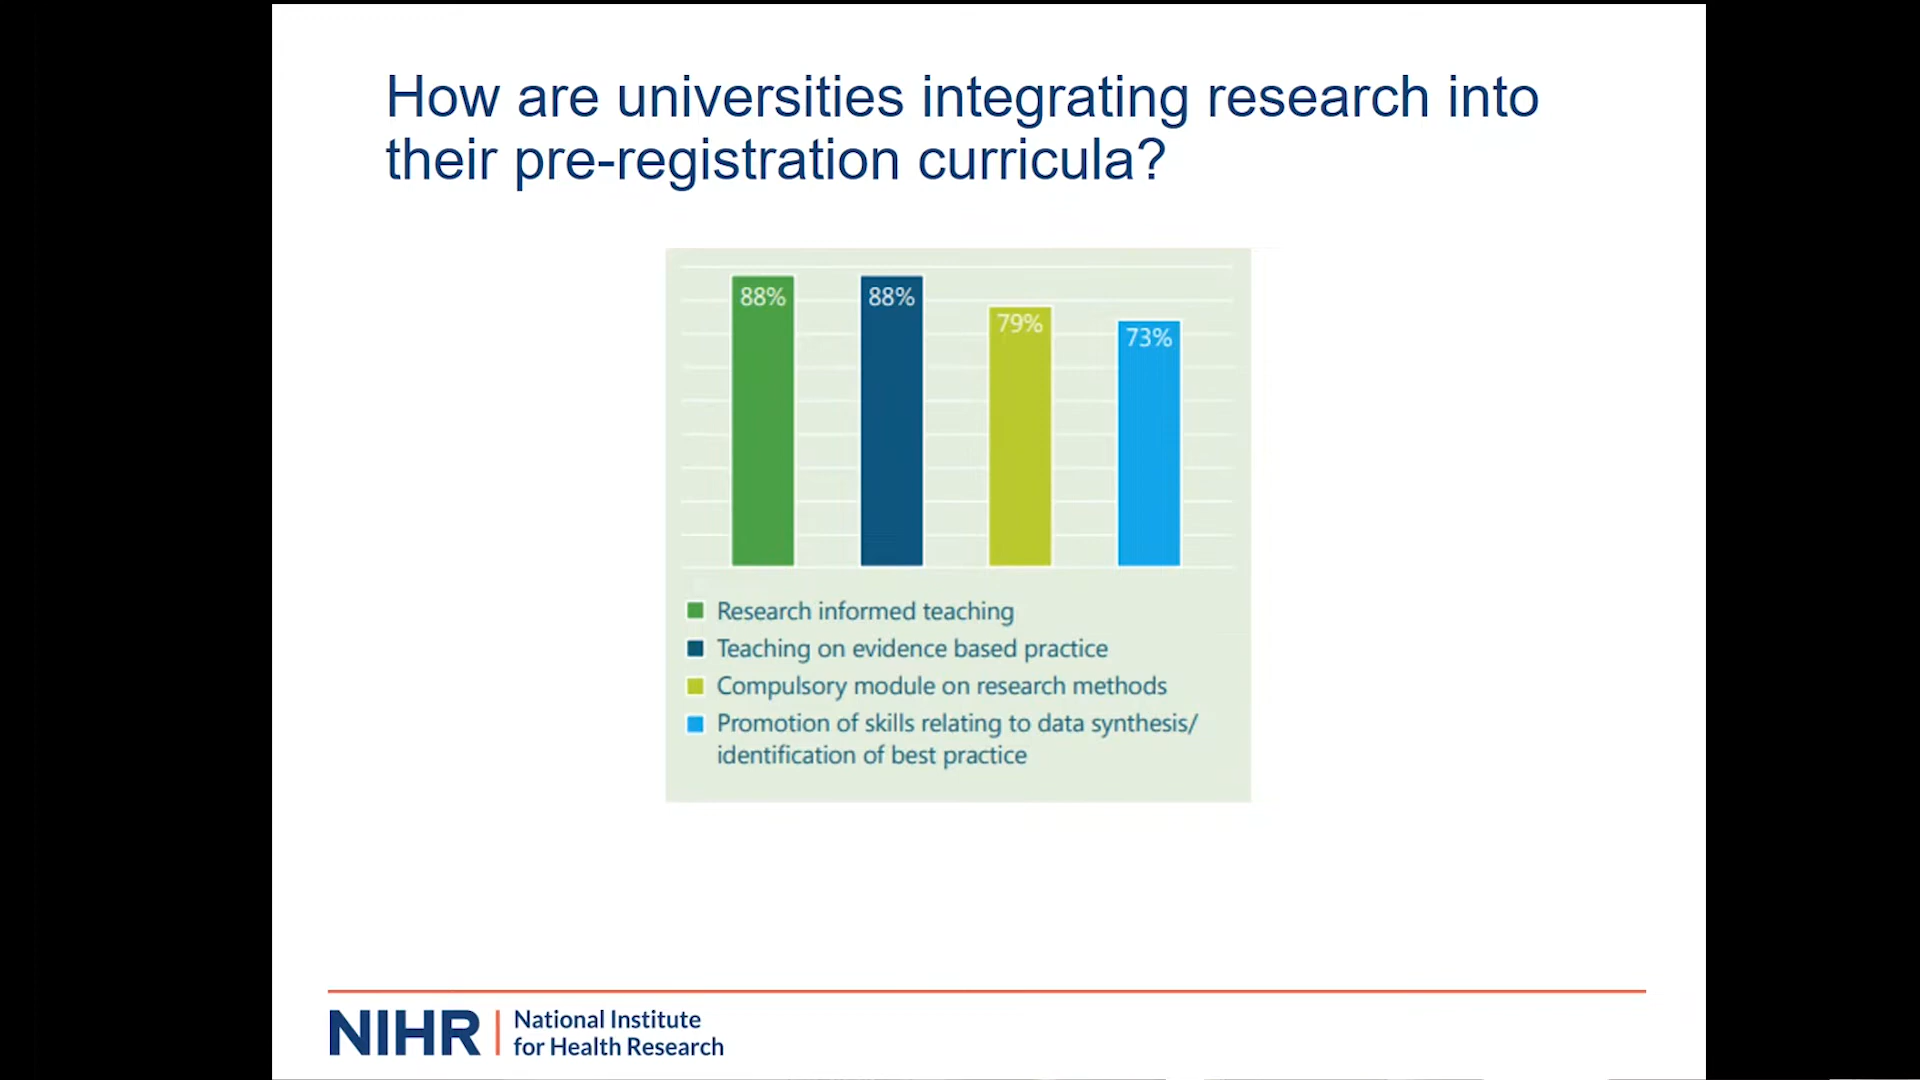 How are universities integrating research into
their pre-registration curricula?
88%
88%
79%
73%
Research informed teaching
Teaching on evidence based practice
Compulsory module on research methods
Promotion of skills relating to data synthesis/
identification of best practice
NIHR
National Institute
for Health Research